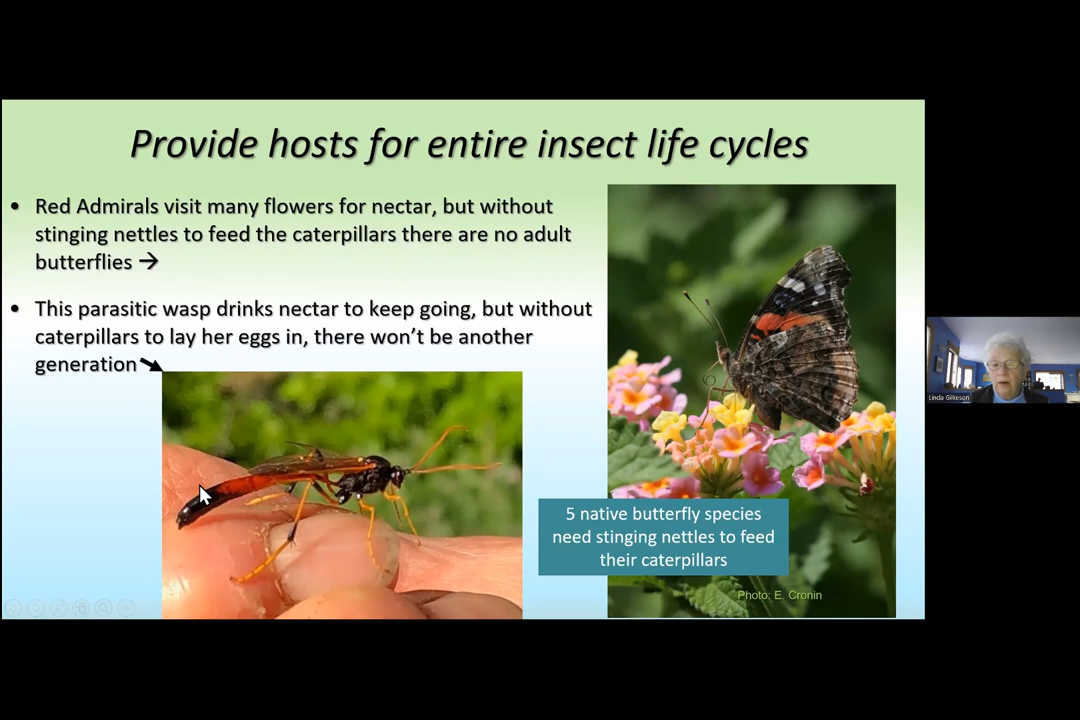 Provide hosts for entire insect life cycles
• Red Admirals visit many flowers for nectar, but without
stinging nettles to feed the caterpillars there are no adult
butterflies →
• This parasitic wasp drinks nectar to keep going, but without
caterpillars to lay her eggs in, there won't be another
generation
5 native butterfly species
need stinging nettles to feed
their caterpillars
Photo: E. Cronin
Linda Gilkeson